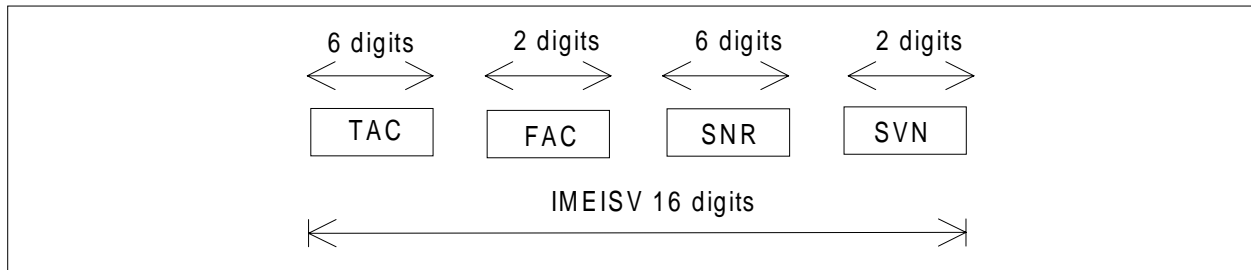 6 digits 2 digits 6 digits 2 digits
TAC FAC SNR SVN
IMEISV 16 digits